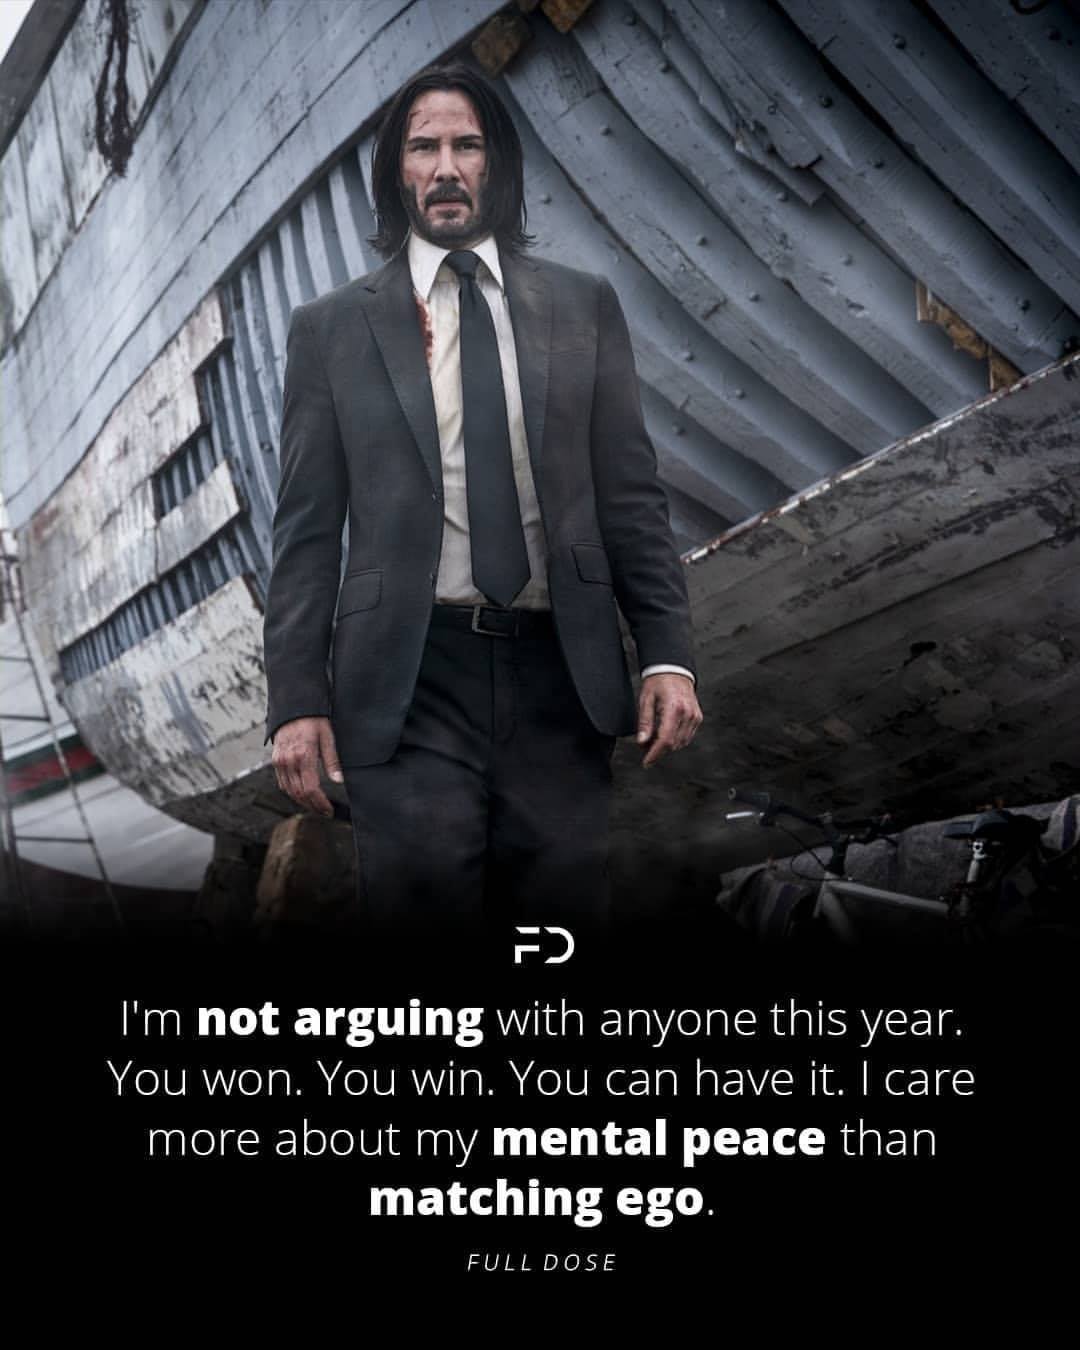 FD
I'm not arguing with anyone this year.
You won. You win. You can have it. I care
more about my mental peace than
matching ego.
FULL DOSE